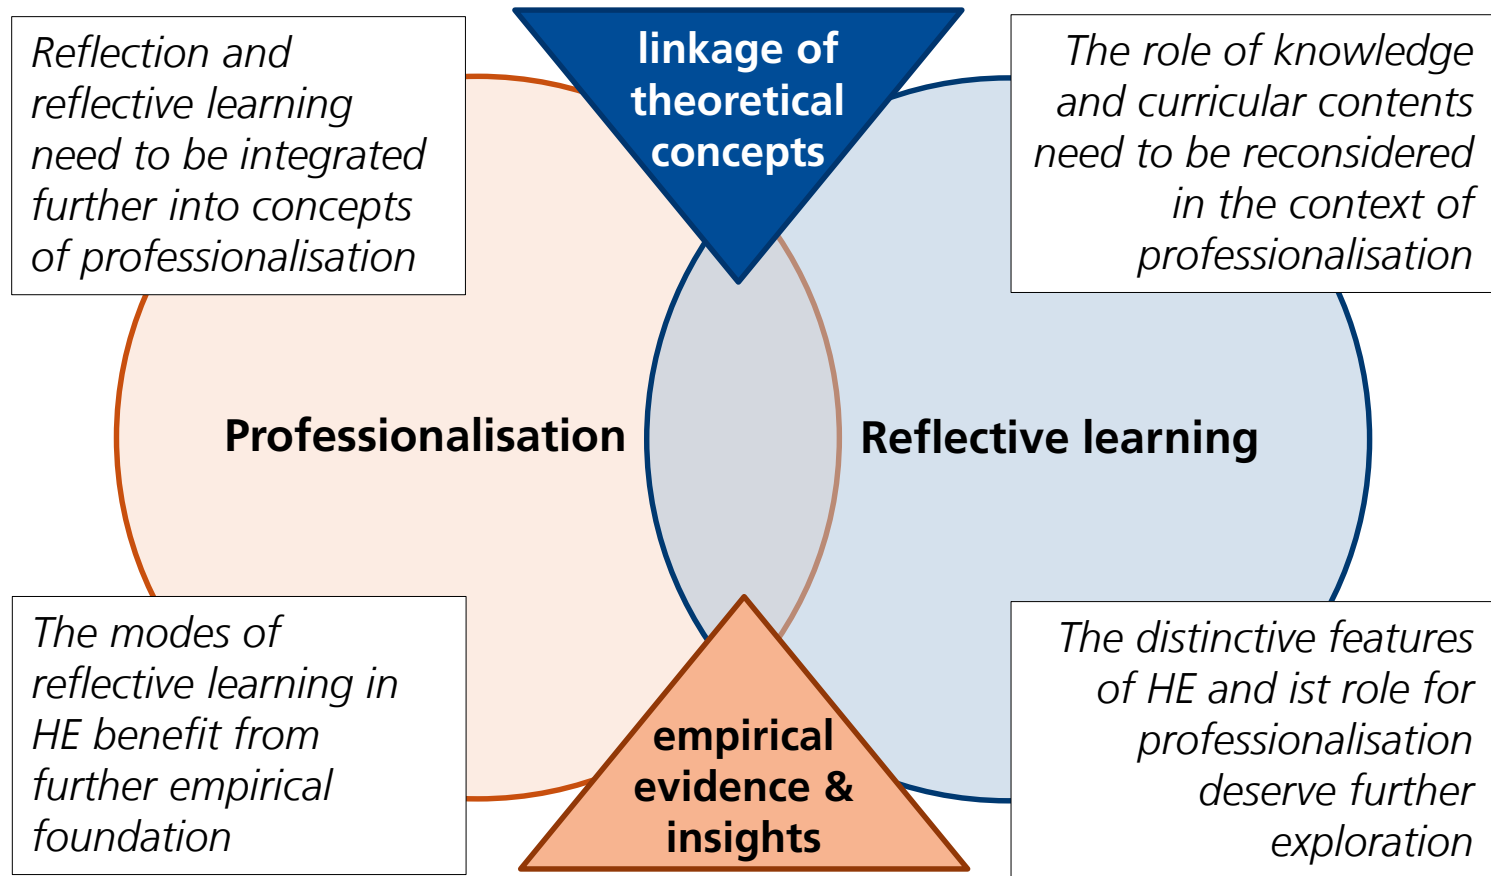 Reflection and
reflective learning
need to be integrated
further into concepts
of professionalisation
linkage of
theoretical
concepts
The role of knowledge
and curricular contents
need to be reconsidered
in the context of
professionalisation
Professionalisation
Reflective learning
The modes of
reflective learning in
HE benefit from
further empirical
foundation
empirical
evidence &
insights
The distinctive features
of HE and ist role for
professionalisation
deserve further
exploration